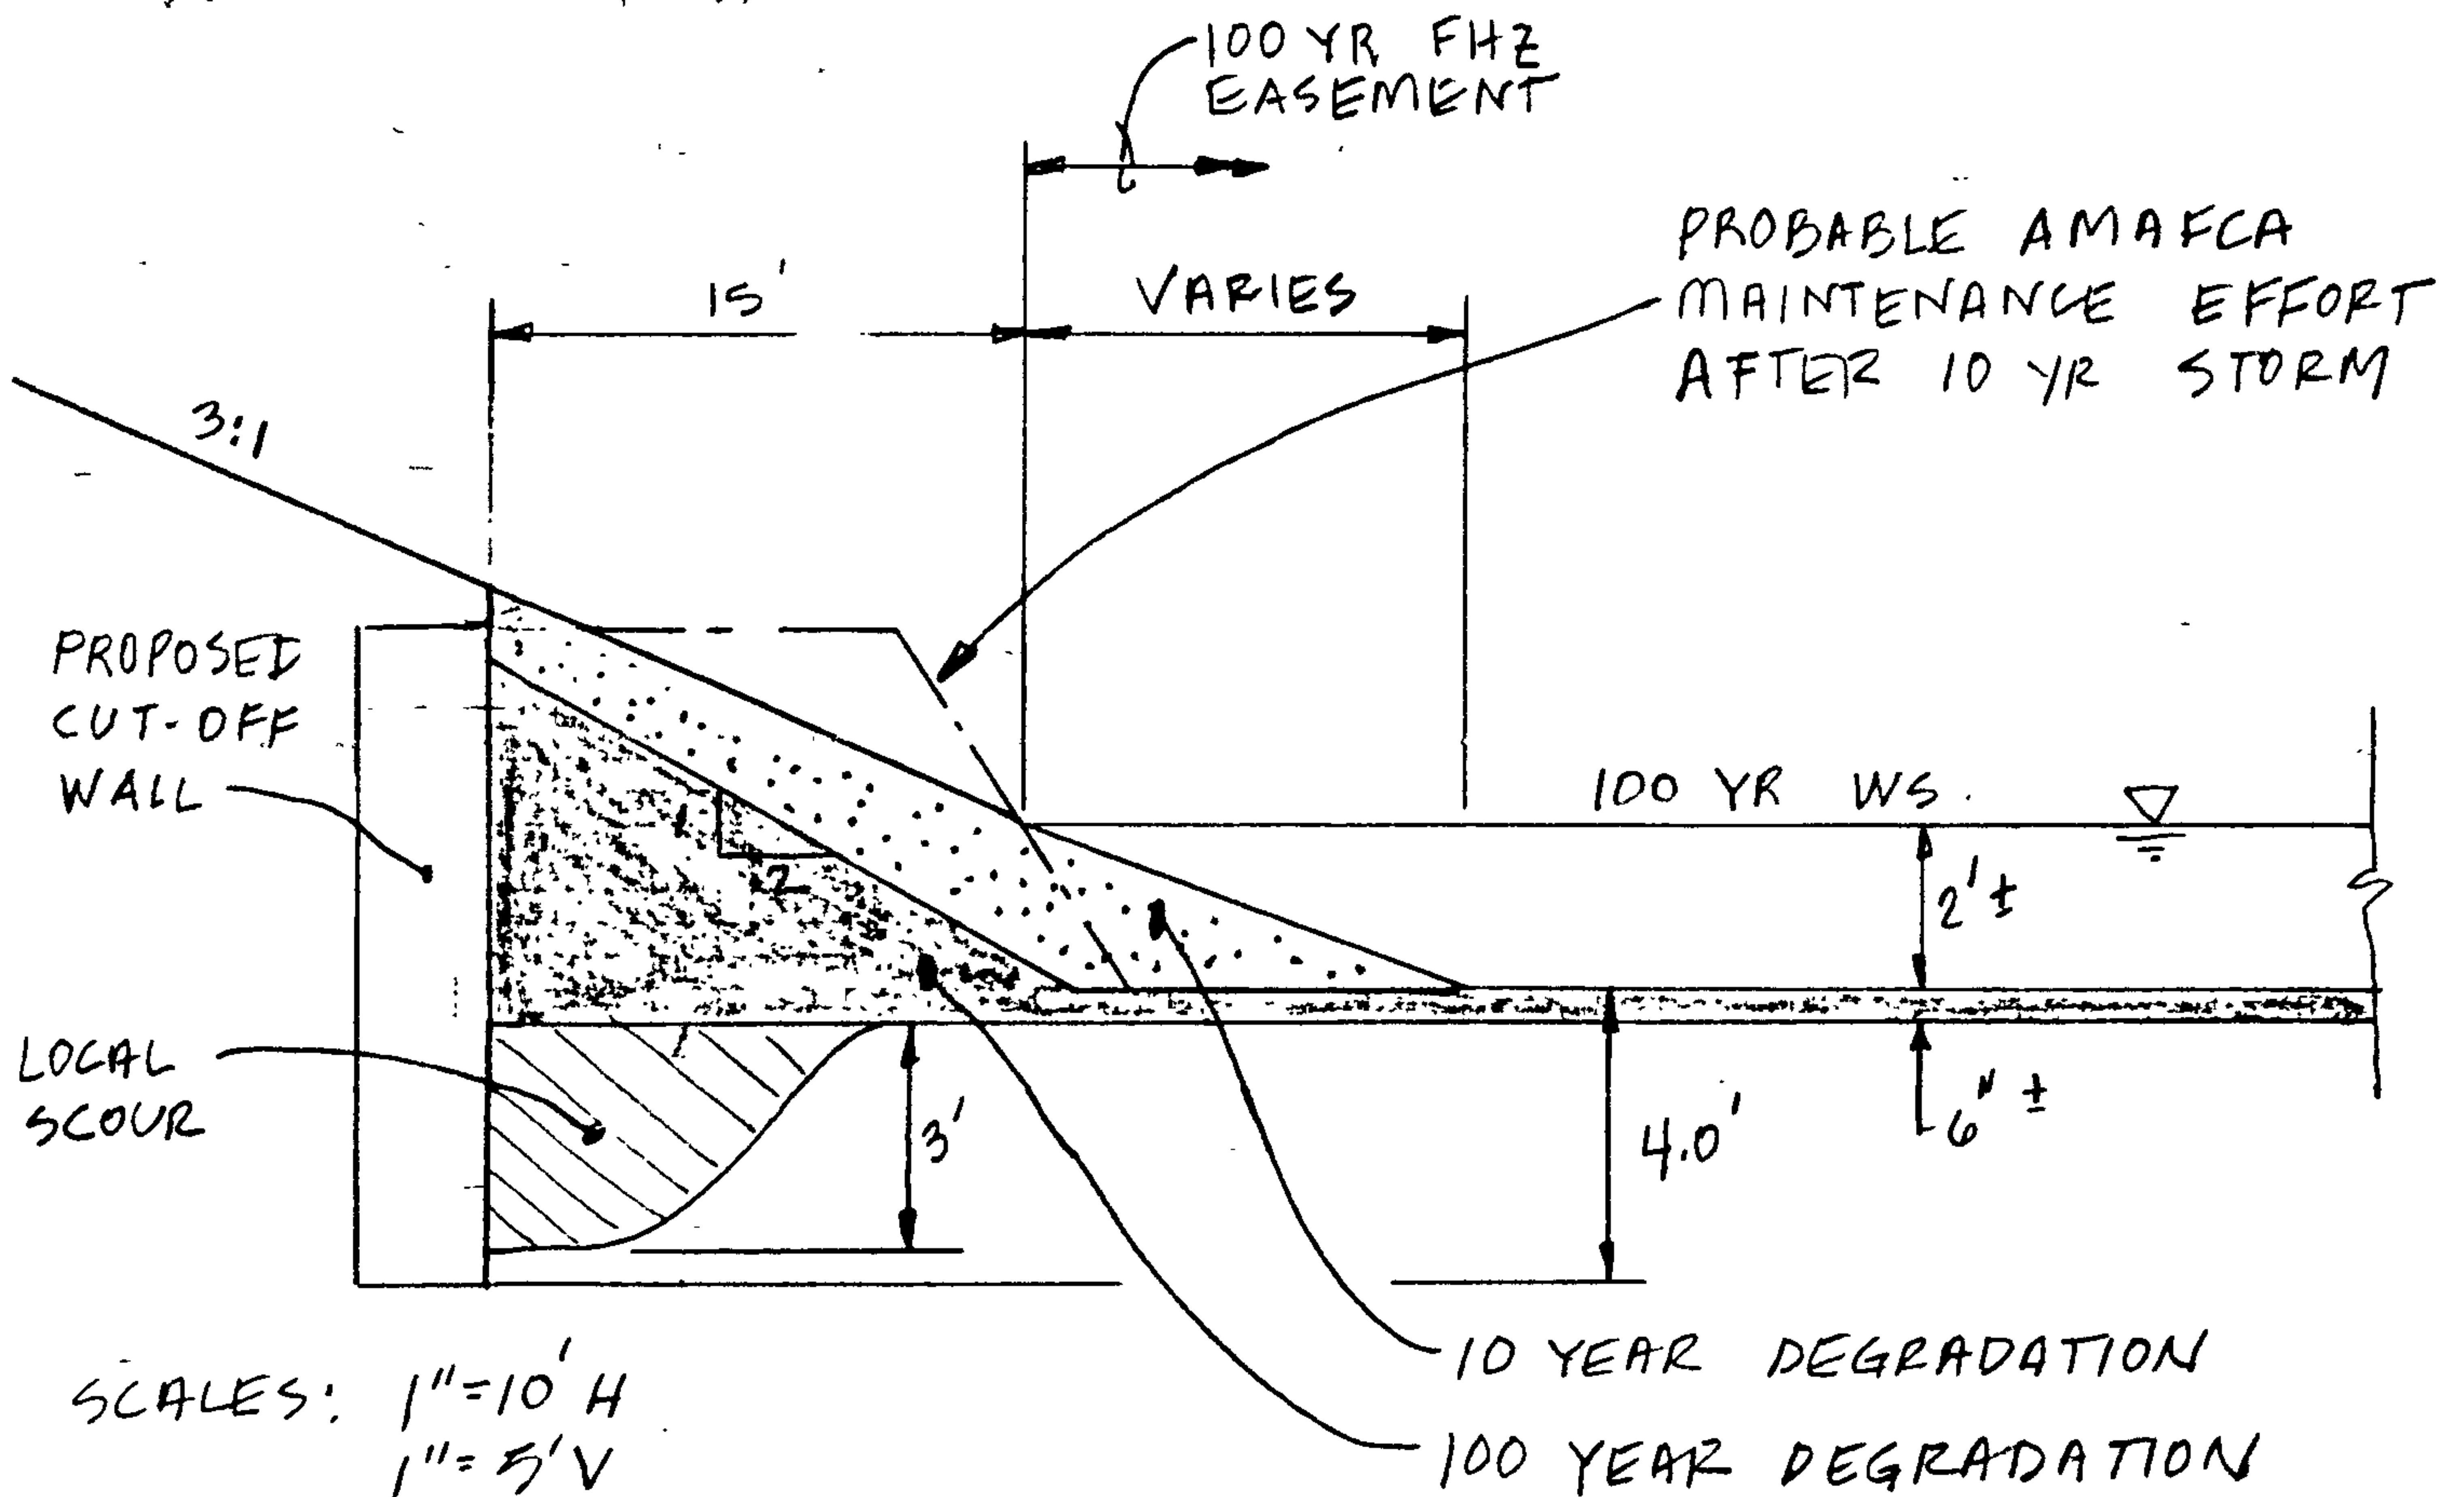 100 YR FHZ
EASEMENT
PROBABLE AMAFCA
MAINTENANCE EFFORT
AFTER 10 YR STORM
15'
VARIES
3:1
PROPOSED
CUT-OFF
WALL
100 YR WS.
1
2
2' ±
LOCAL
SCOUR
3'
4.0'
6" ±
10 YEAR DEGRADATION
100 YEAR DEGRADATION
SCALES: 1"=10' H
1"=5' V